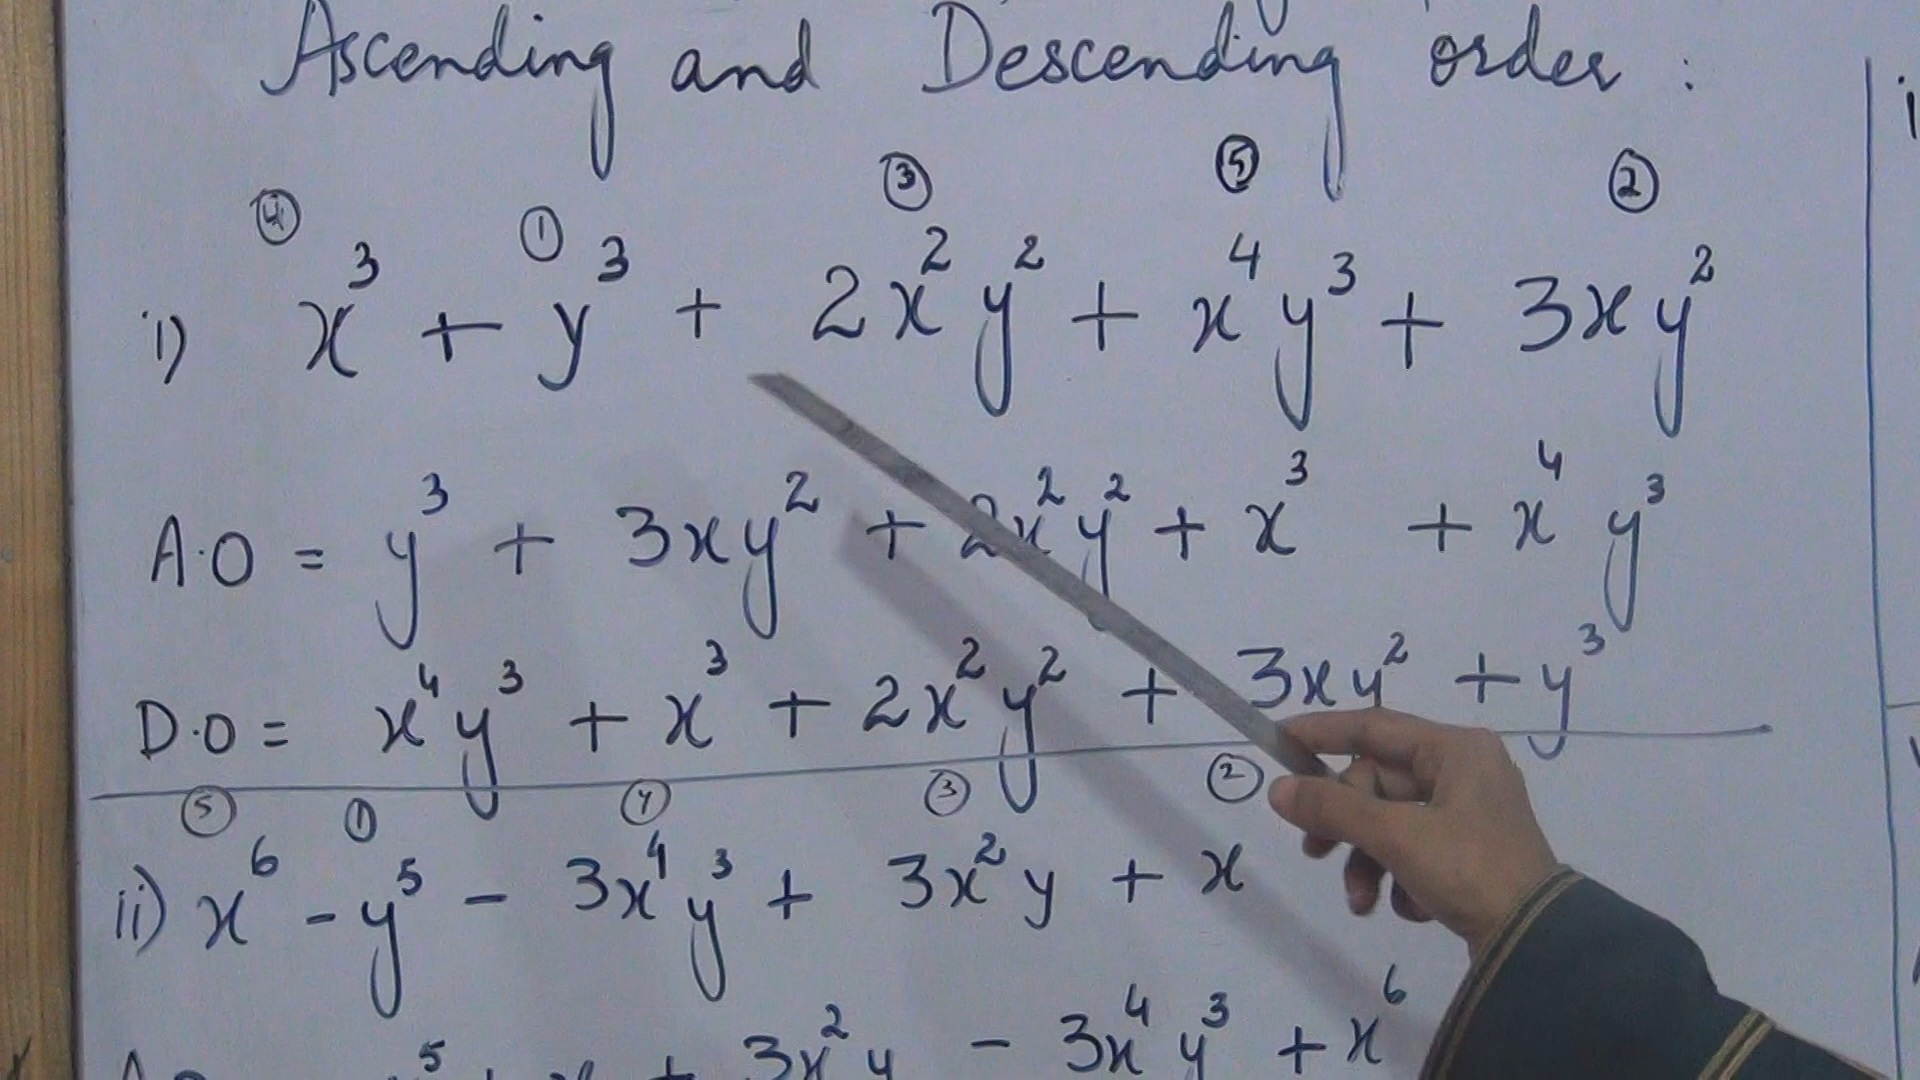 Ascending and Descending order :
④ ① ③ ⑤ ②
i) x³ + y³ + 2x²y² + x⁴y³ + 3xy²
A.O = y³ + 3xy² + 2x²y² + x³ + x⁴y³
D.O = x⁴y³ + x³ + 2x²y² + 3xy² + y³
⑤ ① ④ ③ ②
ii) x⁶ - y⁵ - 3x⁴y³ + 3x²y + x
3x²y - 3x⁴y³ + x⁶